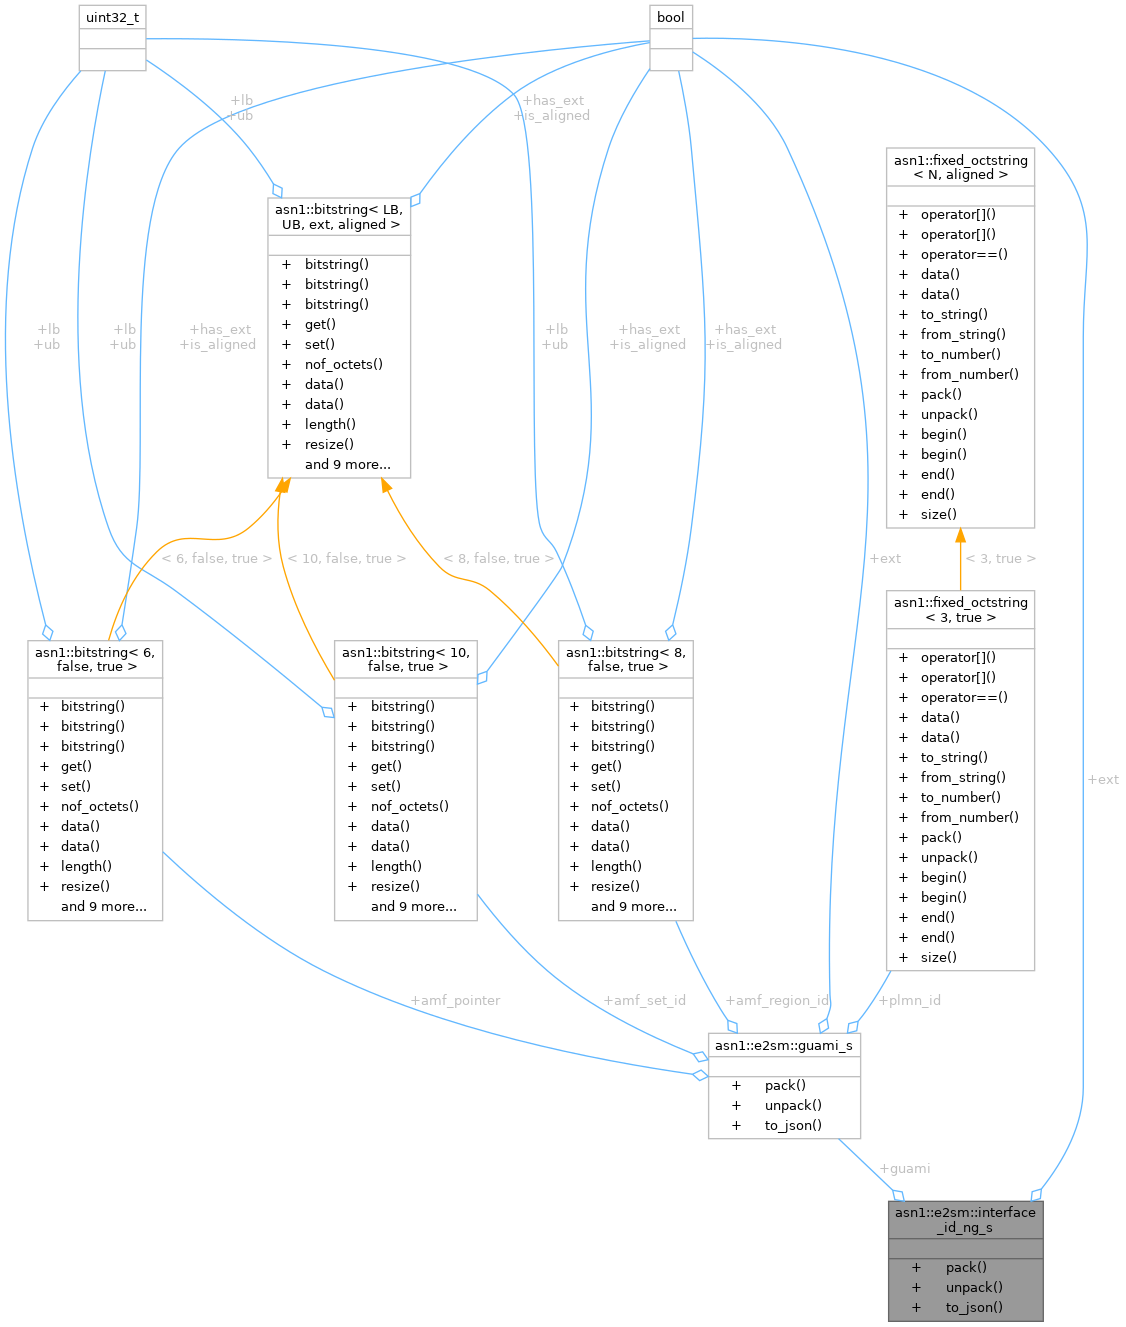 uint32_t
bool
+lb
+ub
+has_ext
+is_aligned
asn1::fixed_octstring
< N, aligned >
+ operator[]()
+ operator[]()
+ operator==()
+ data()
+ data()
+ to_string()
+ from_string()
+ to_number()
+ from_number()
+ pack()
+ unpack()
+ begin()
+ begin()
+ end()
+ end()
+ size()
asn1::bitstring< LB,
UB, ext, aligned >
+ bitstring()
+ bitstring()
+ bitstring()
+ get()
+ set()
+ nof_octets()
+ data()
+ data()
+ length()
+ resize()
and 9 more...
+lb
+ub
+lb
+ub
+has_ext
+is_aligned
+lb
+ub
+has_ext
+is_aligned
+has_ext
+is_aligned
< 6, false, true >
< 10, false, true >
< 8, false, true >
+ext
< 3, true >
asn1::fixed_octstring
< 3, true >
+ operator[]()
+ operator[]()
+ operator==()
+ data()
+ data()
+ to_string()
+ from_string()
+ to_number()
+ from_number()
+ pack()
+ unpack()
+ begin()
+ begin()
+ end()
+ end()
+ size()
asn1::bitstring< 6,
false, true >
+ bitstring()
+ bitstring()
+ bitstring()
+ get()
+ set()
+ nof_octets()
+ data()
+ data()
+ length()
+ resize()
and 9 more...
asn1::bitstring< 10,
false, true >
+ bitstring()
+ bitstring()
+ bitstring()
+ get()
+ set()
+ nof_octets()
+ data()
+ data()
+ length()
+ resize()
and 9 more...
asn1::bitstring< 8,
false, true >
+ bitstring()
+ bitstring()
+ bitstring()
+ get()
+ set()
+ nof_octets()
+ data()
+ data()
+ length()
+ resize()
and 9 more...
+ext
+amf_pointer
+amf_set_id
+amf_region_id
+plmn_id
asn1::e2sm::guami_s
+ pack()
+ unpack()
+ to_json()
+guami
asn1::e2sm::interface
_id_ng_s
+ pack()
+ unpack()
+ to_json()